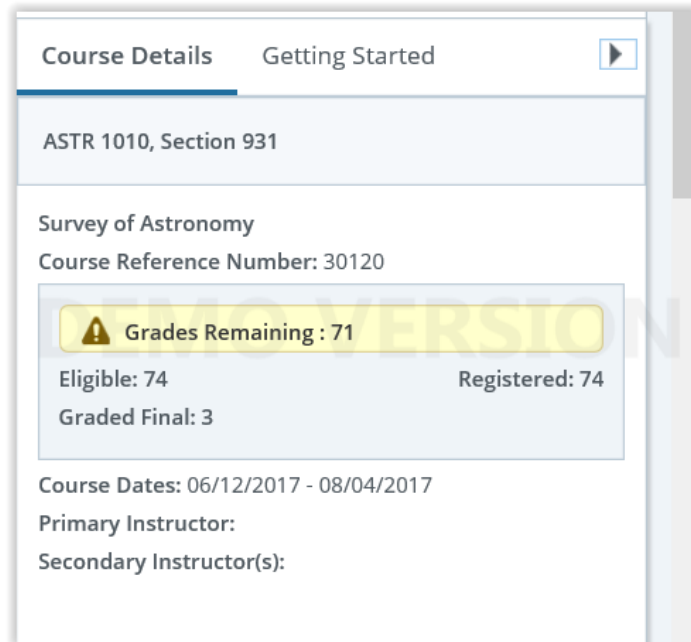 Course Details Getting Started
ASTR 1010, Section 931
Survey of Astronomy
Course Reference Number: 30120
DEMO VERSION
Grades Remaining : 71
Eligible: 74 Registered: 74
Graded Final: 3
Course Dates: 06/12/2017 - 08/04/2017
Primary Instructor:
Secondary Instructor(s):